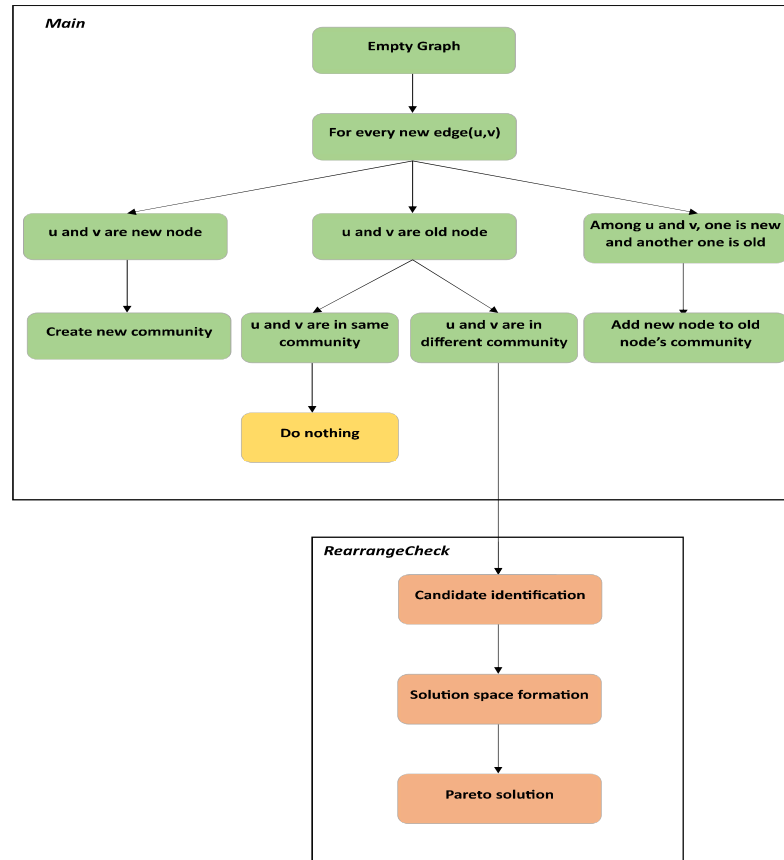 Main
Empty Graph
For every new edge(u,v)
u and v are new node
u and v are old node
Among u and v, one is new
and another one is old
Create new community
u and v are in same
community
u and v are in
different community
Add new node to old
node's community
Do nothing
RearrangeCheck
Candidate identification
Solution space formation
Pareto solution